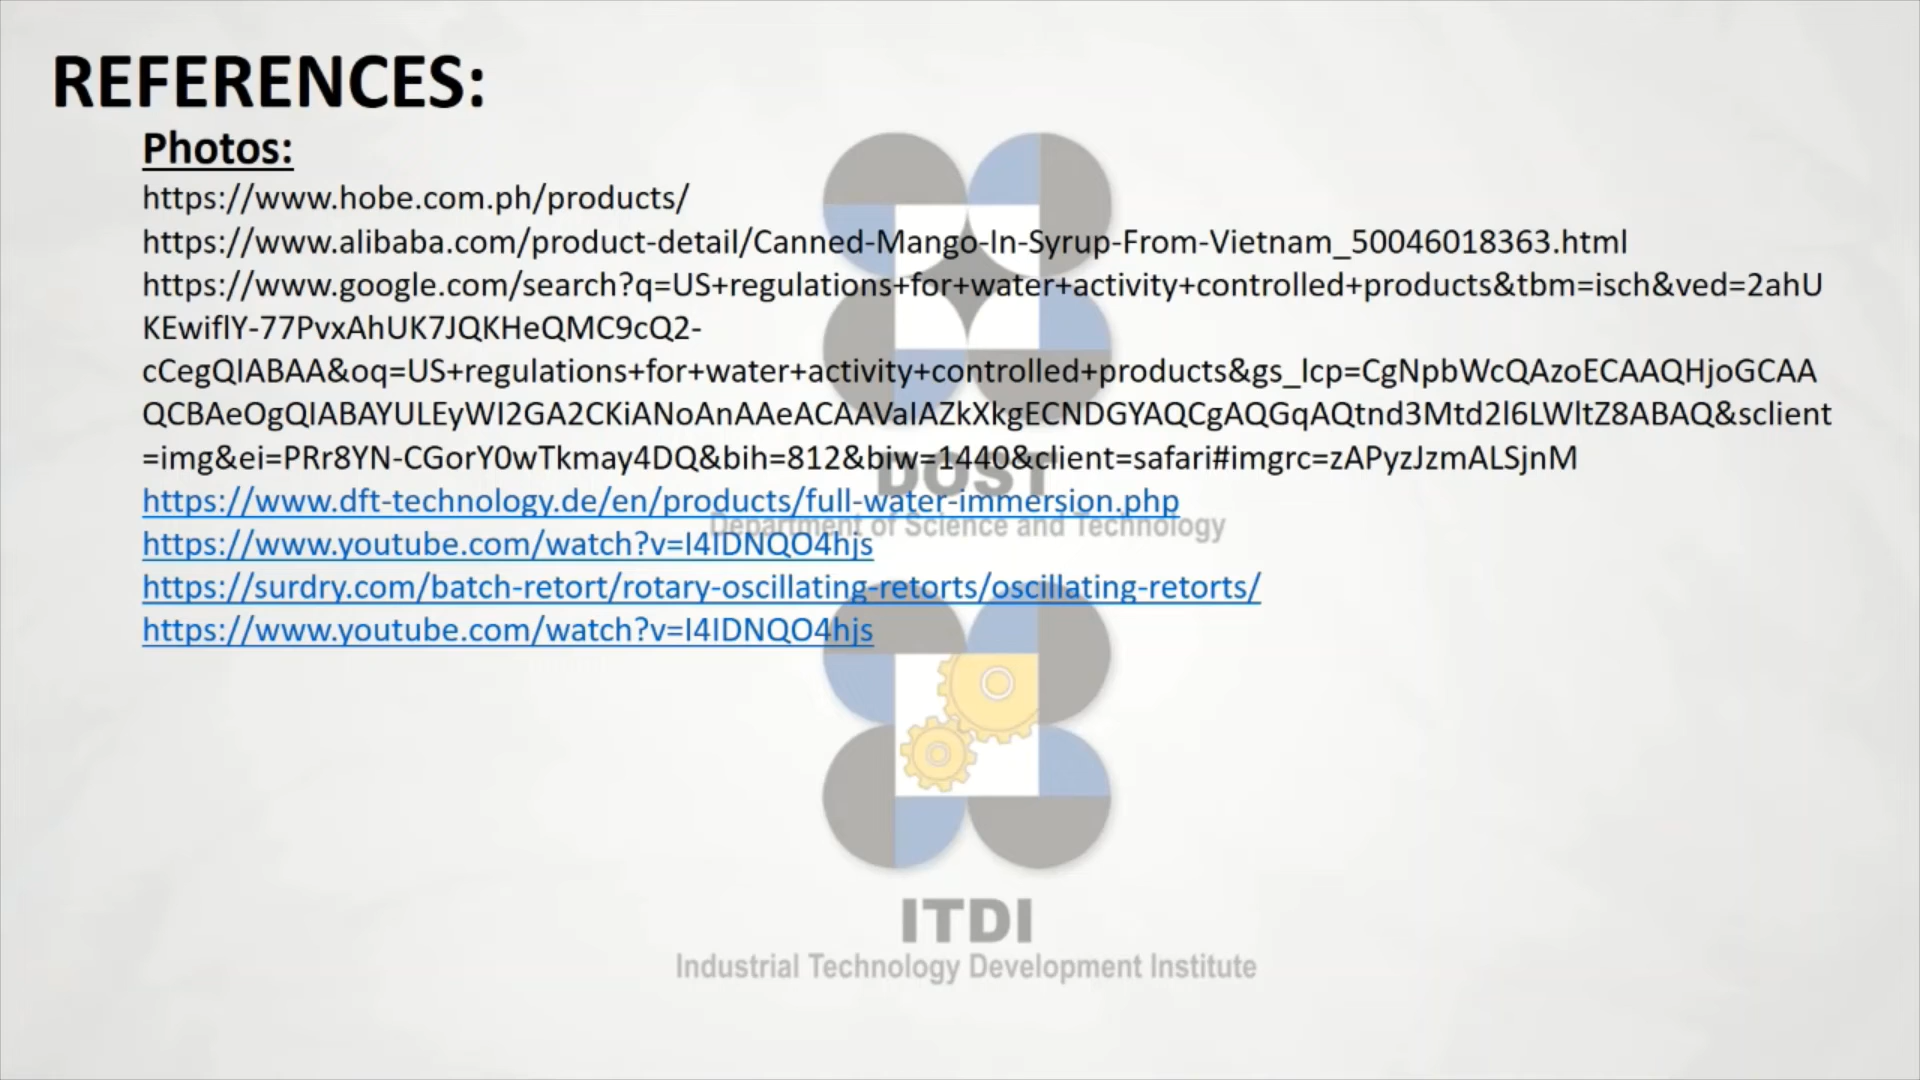 REFERENCES:
Photos:
https://www.hobe.com.ph/products/
https://www.alibaba.com/product-detail/Canned-Mango-In-Syrup-From-Vietnam_50046018363.html
https://www.google.com/search?q=US+regulations+for+water+activity+controlled+products&tbm=isch&ved=2ahU
KEwiflY-77PvxAhUK7JQKHeQMC9cQ2-
cCegQIABAA&oq=US+regulations+for+water+activity+controlled+products&gs_lcp=CgNpbWcQAzoECAAQHjoGCAA
QCBAeOgQIABAYULEyWI2GA2CKiANoAnAAeACAAVaIAZkXkgECNDGYAQCgAQGqAQtnd3Mtd2l6LWltZ8ABAQ&sclient
=img&ei=PRr8YN-CGorY0wTkmay4DQ&bih=812&biw=1440&client=safari#imgrc=zAPyzJzmALSjnM
https://www.dft-technology.de/en/products/full-water-immersion.php
https://www.youtube.com/watch?v=I4IDNQO4hjs
https://surdry.com/batch-retort/rotary-oscillating-retorts/oscillating-retorts/
https://www.youtube.com/watch?v=I4IDNQO4hjs
DOST
Department of Science and Technology
ITDI
Industrial Technology Development Institute